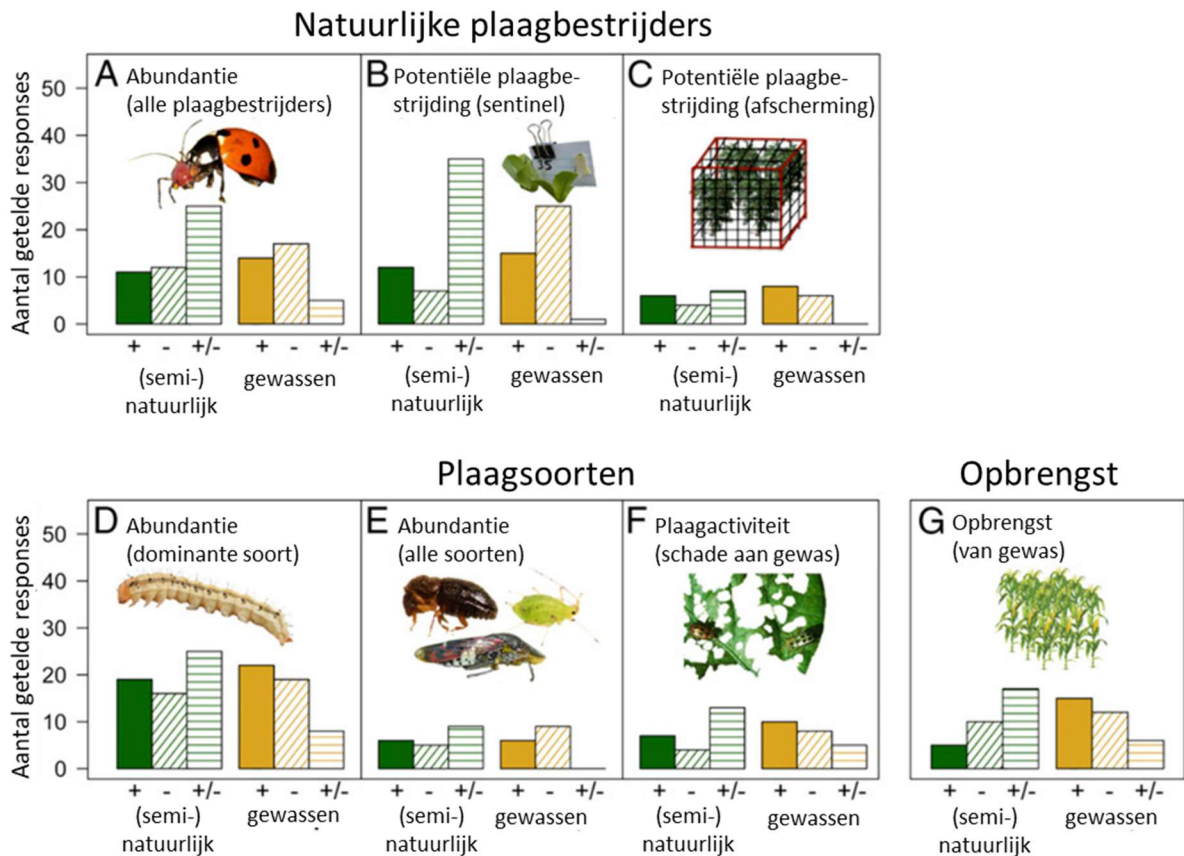 Natuurlijke plaagbestrijders
Aantal getelde responses
50
40
30
20
10
0
A Abundantie
(alle plaagbestrijders)
+ - +/- + - +/-
(semi-)
natuurlijk
gewassen
B Potentiële plaagbe-
strijding (sentinel)
35
+ - +/- + - +/-
(semi-)
natuurlijk
gewassen
C Potentiële plaagbe-
strijding (afscherming)
+ - +/- + - +/-
(semi-)
natuurlijk
gewassen
Plaagsoorten
Opbrengst
Aantal getelde responses
50
40
30
20
10
0
D Abundantie
(dominante soort)
+ - +/- + - +/-
(semi-)
natuurlijk
gewassen
E Abundantie
(alle soorten)
+ - +/- + - +/-
(semi-)
natuurlijk
gewassen
F Plaagactiviteit
(schade aan gewas)
+ - +/- + - +/-
(semi-)
natuurlijk
gewassen
G Opbrengst
(van gewas)
+ - +/- + - +/-
(semi-)
natuurlijk
gewassen